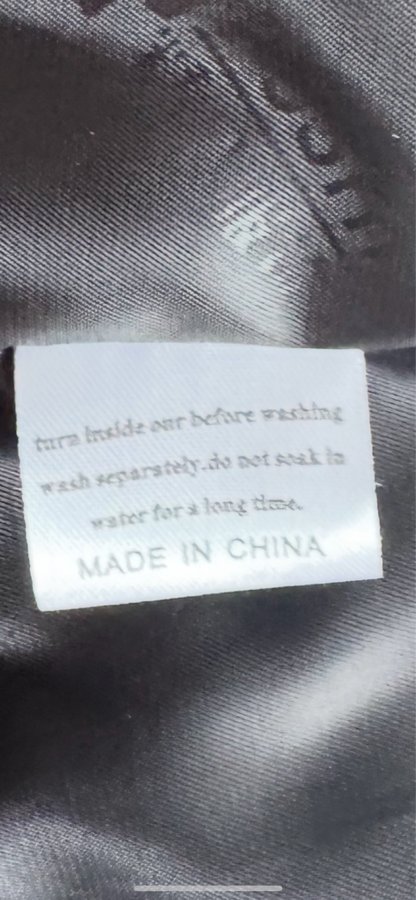 turn inside our before washing
wash separately.do not soak in
water for a long time.
MADE IN CHINA